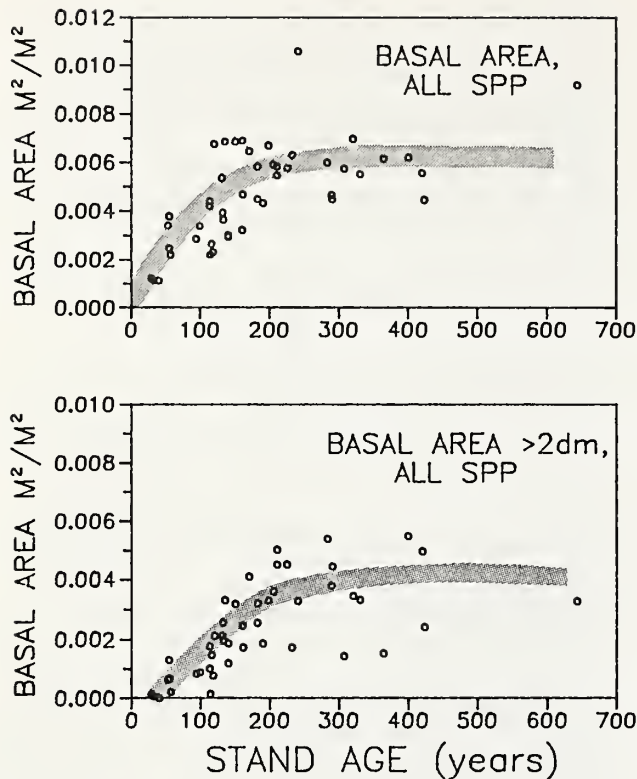 BASAL AREA M²/M²
0.012
0.010
0.008
0.006
0.004
0.002
0.000
BASAL AREA,
ALL SPP
0 100 200 300 400 500 600 700
BASAL AREA M²/M²
0.010
0.008
0.006
0.004
0.002
0.000
BASAL AREA >2dm,
ALL SPP
0 100 200 300 400 500 600 700
STAND AGE (years)